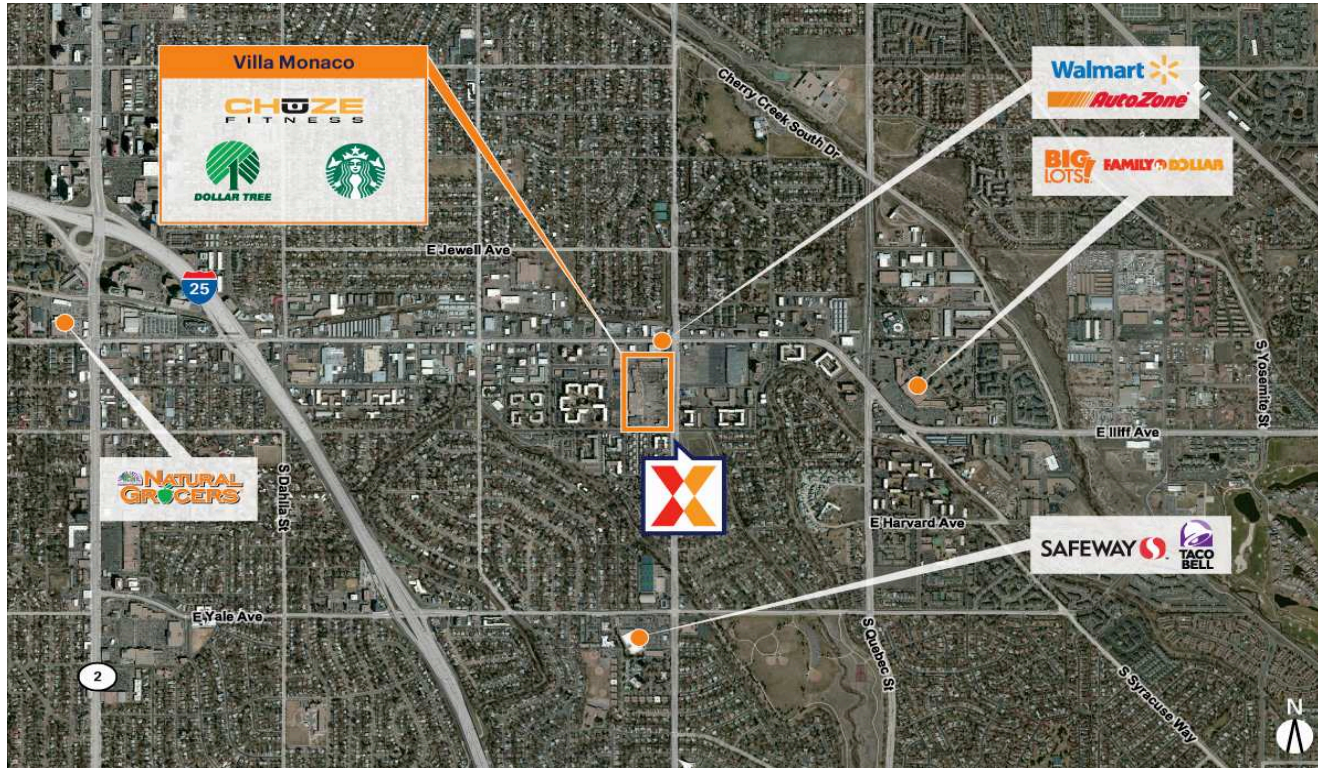 Villa Monaco
CHUZE
FITNESS
DOLLAR TREE
Walmart
AutoZone
BIG
LOTS!
FAMILY DOLLAR
Cherry Creek South Dr
E Jewell Ave
25
S Yosemite St
E Iliff Ave
NATURAL
GROCERS
S Dahlia St
E Harvard Ave
SAFEWAY
TACO
BELL
E Yale Ave
S Quebec St
2
S Syracuse Way
N